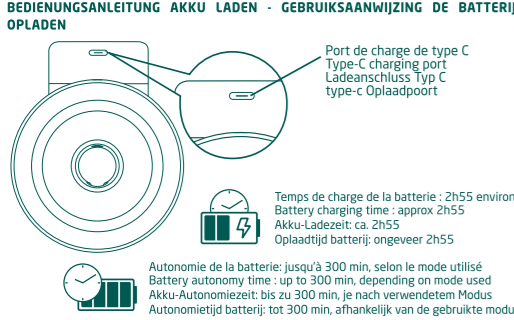 BEDIENUNGSANLEITUNG AKKU LADEN - GEBRUIKSAANWIJZING DE BATTERIJ
OPLADEN
Port de charge de type C
Type-C charging port
Ladeanschluss Typ C
type-c Oplaadpoort
Temps de charge de la batterie : 2h55 environ
Battery charging time : approx 2h55
Akku-Ladezeit: ca. 2h55
Oplaadtijd batterij: ongeveer 2h55
Autonomie de la batterie: jusqu'à 300 min, selon le mode utilisé
Battery autonomy time : up to 300 min, depending on mode used
Akku-Autonomiezeit: bis zu 300 min, je nach verwendetem Modus
Autonomietijd batterij: tot 300 min, afhankelijk van de gebruikte modu